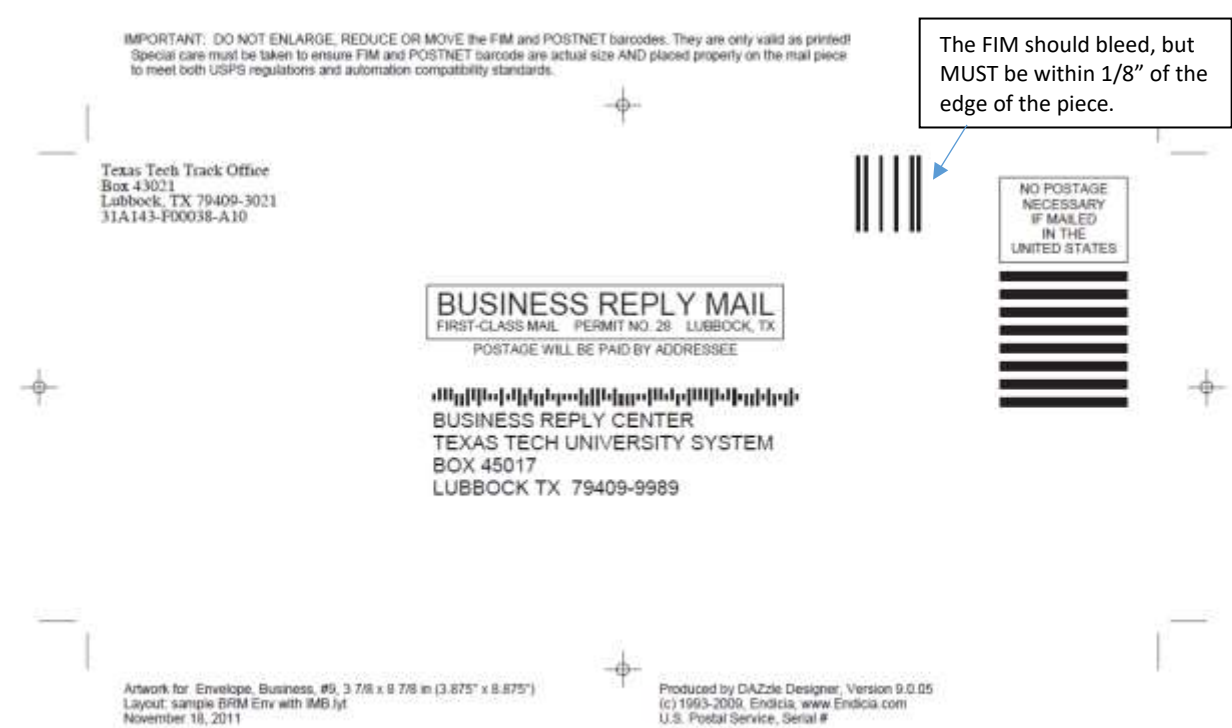 IMPORTANT: DO NOT ENLARGE, REDUCE OR MOVE the FIM and POSTNET barcodes. They are only valid as printed!
Special care must be taken to ensure FIM and POSTNET barcode are actual size AND placed properly on the mail piece
to meet both USPS regulations and automation compatibility standards.
The FIM should bleed, but
MUST be within 1/8” of the
edge of the piece.
Texas Tech Track Office
Box 43021
Lubbock, TX 79409-3021
31A143-F00038-A10
NO POSTAGE
NECESSARY
IF MAILED
IN THE
UNITED STATES
BUSINESS REPLY MAIL
FIRST-CLASS MAIL PERMIT NO. 28 LUBBOCK, TX
POSTAGE WILL BE PAID BY ADDRESSEE
BUSINESS REPLY CENTER
TEXAS TECH UNIVERSITY SYSTEM
BOX 45017
LUBBOCK TX 79409-9989
Artwork for Envelope, Business, #9, 3 7/8 x 8 7/8 in (3.875" x 8.875")
Layout: sample BRM Env with IMB.lyt
November 18, 2011
Produced by DAZzle Designer, Version 9.0.05
(c) 1993-2009, Endicia, www.Endicia.com
U.S. Postal Service, Serial #